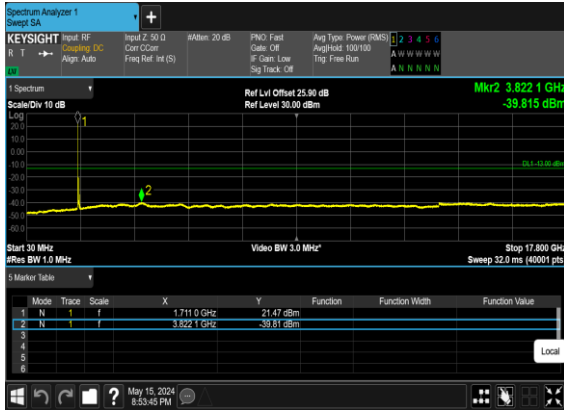 Spectrum Analyzer 1
Swept SA
+
KEYSIGHT Input: RF Input Z: 50 Ω #Atten: 20 dB PNO: Fast Avg Type: Power (RMS) 1 2 3 4 5 6
R T Coupling: DC Corr CCorr Gate: Off Avg|Hold: 100/100 A W W W W W
Align: Auto Freq Ref: Int (S) IF Gain: Low Trig: Free Run
Sig Track: Off A N N N N N
1 Spectrum Ref Lvl Offset 25.90 dB Mkr2 3.822 1 GHz
Scale/Div 10 dB Ref Level 30.00 dBm -39.815 dBm
Log
20.0
10.0
0.00
-10.0
-20.0
-30.0
-40.0
-50.0
-60.0
1
DL1 -13.00 dBm
2
Start 30 MHz Video BW 3.0 MHz* Stop 17.800 GHz
#Res BW 1.0 MHz Sweep 32.0 ms (40001 pts)
5 Marker Table
Mode Trace Scale X Y Function Function Width Function Value
1 N 1 f 1.711 0 GHz 21.47 dBm
2 N 1 f 3.822 1 GHz -39.81 dBm
3
4
5
6
Local
? May 15, 2024
8:53:45 PM